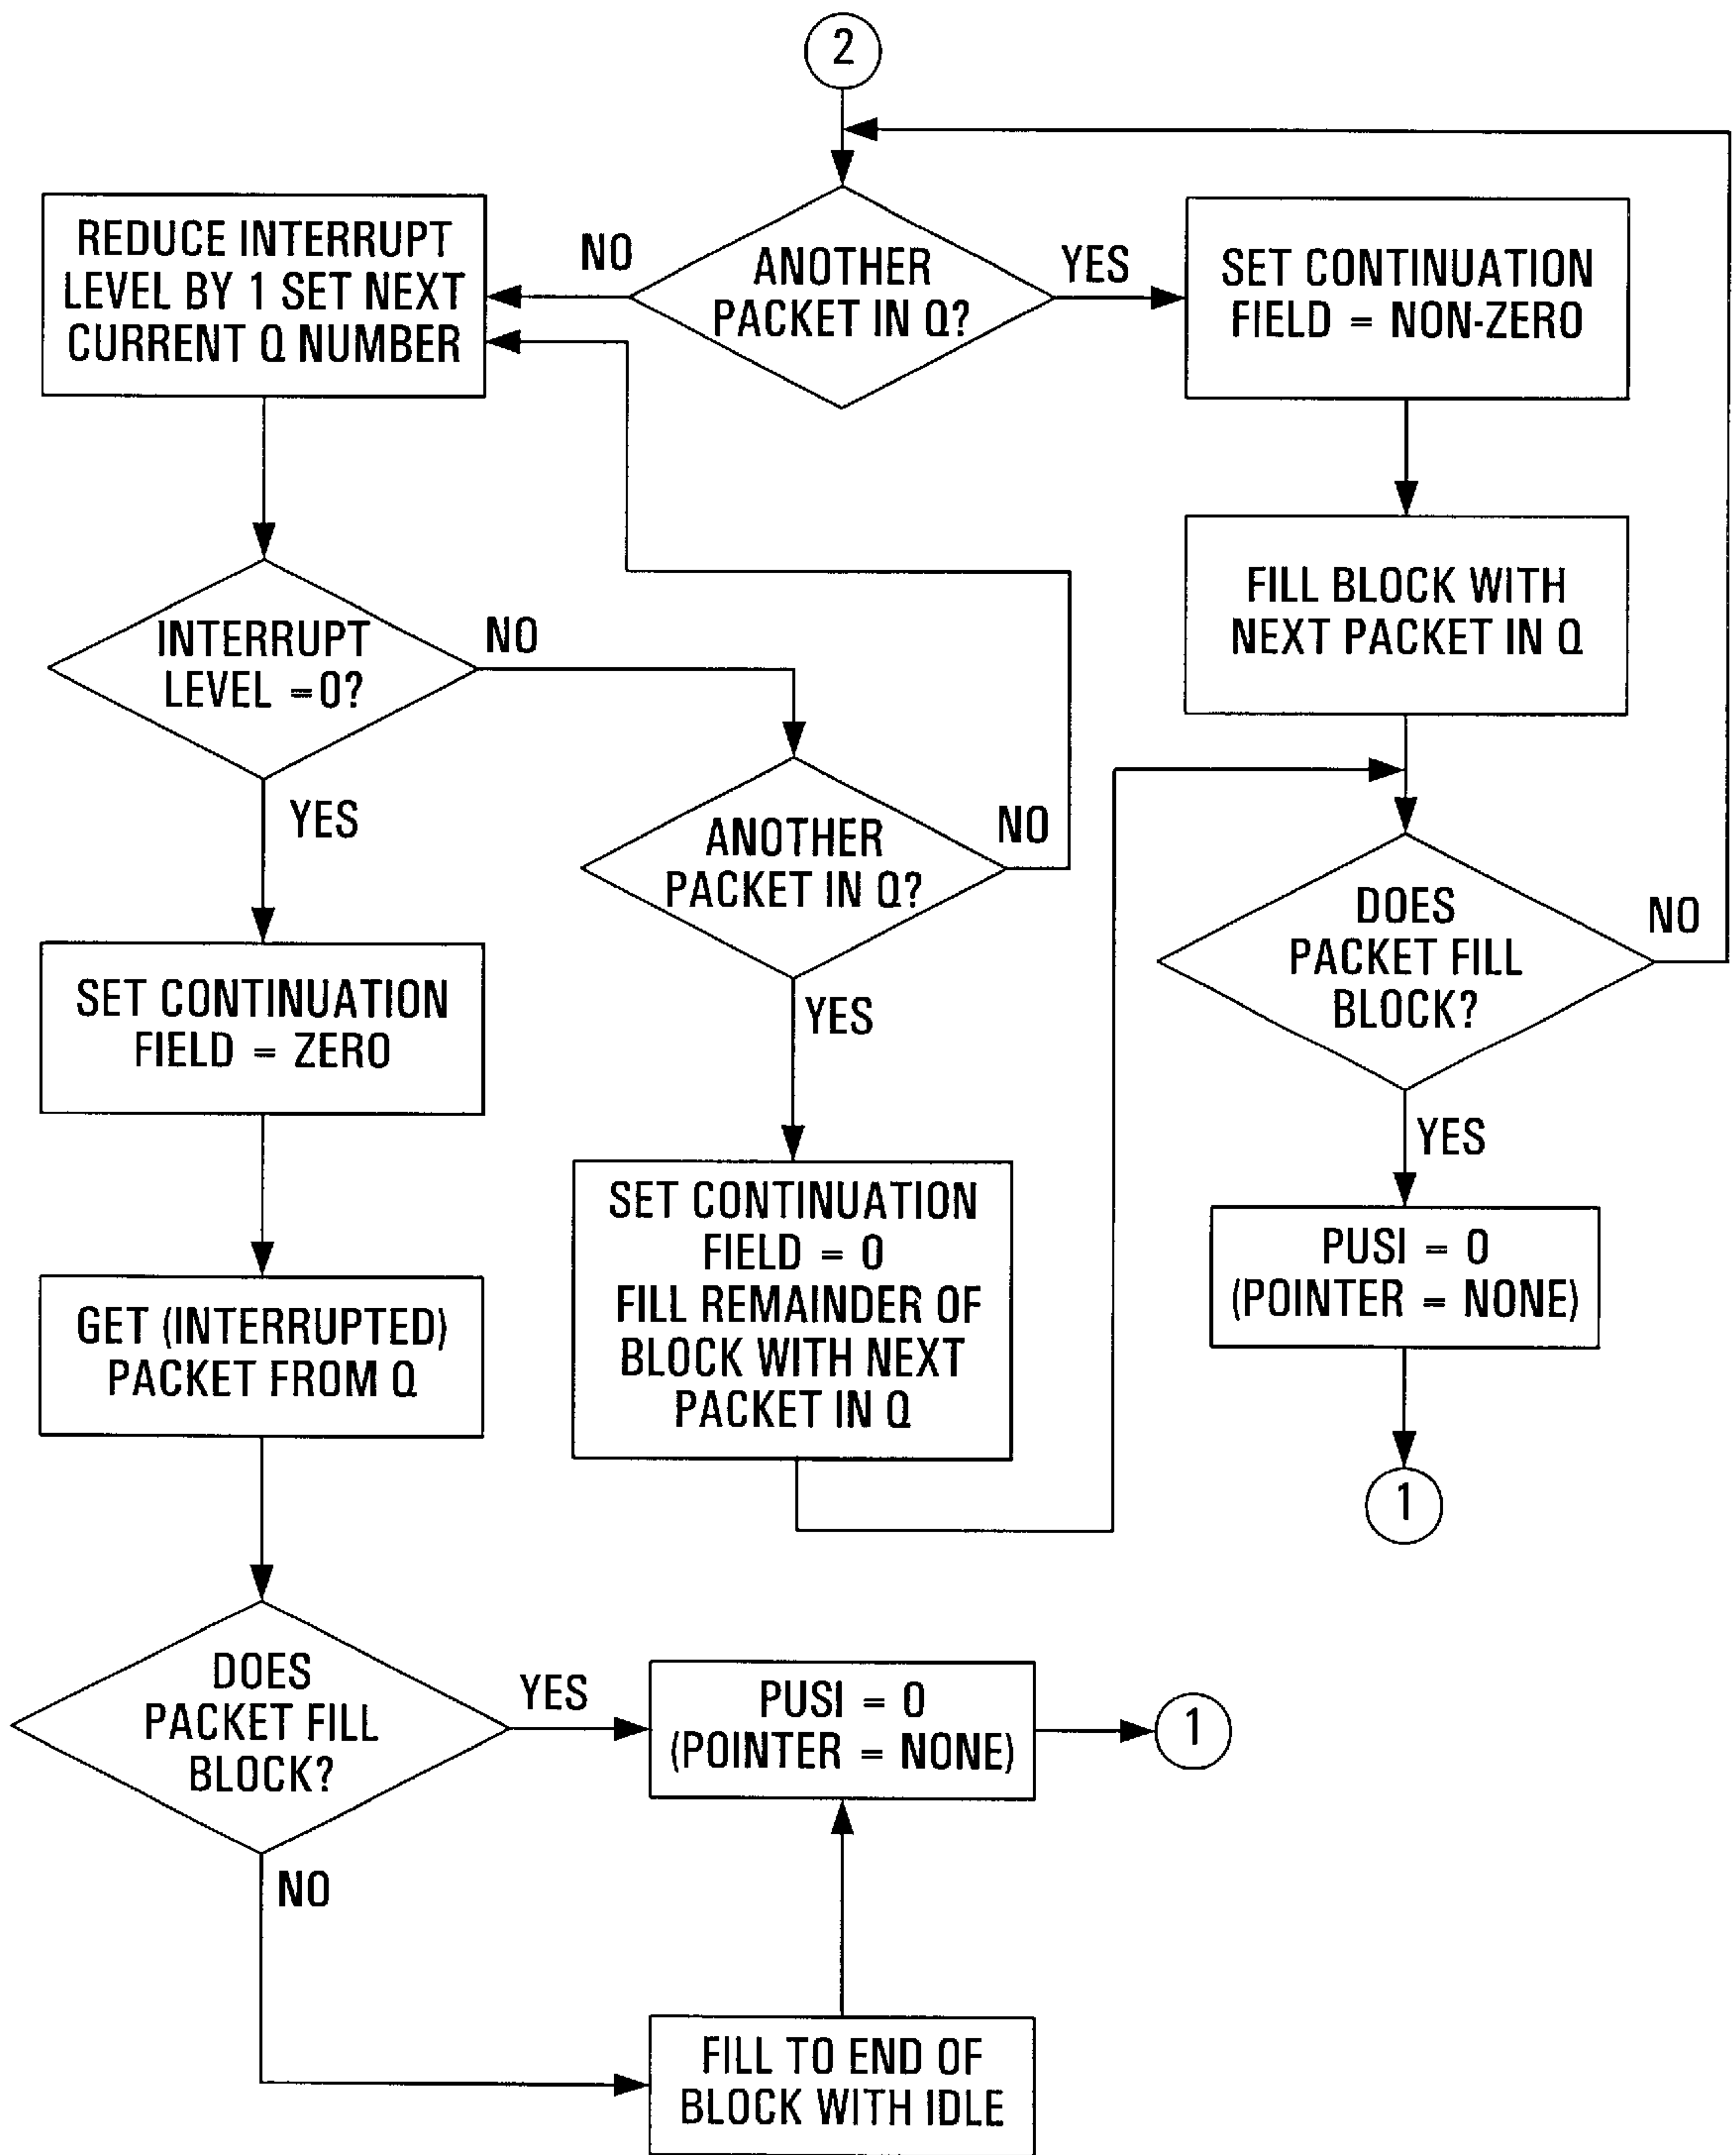 2
REDUCE INTERRUPT
LEVEL BY 1 SET NEXT
CURRENT Q NUMBER
NO
ANOTHER
PACKET IN Q?
YES
SET CONTINUATION
FIELD = NON-ZERO
FILL BLOCK WITH
NEXT PACKET IN Q
INTERRUPT
LEVEL =0?
NO
YES
ANOTHER
PACKET IN Q?
NO
YES
DOES
PACKET FILL
BLOCK?
NO
YES
SET CONTINUATION
FIELD = ZERO
SET CONTINUATION
FIELD = 0
FILL REMAINDER OF
BLOCK WITH NEXT
PACKET IN Q
PUSI = 0
(POINTER = NONE)
1
GET (INTERRUPTED)
PACKET FROM Q
DOES
PACKET FILL
BLOCK?
YES
NO
PUSI = 0
(POINTER = NONE)
1
FILL TO END OF
BLOCK WITH IDLE